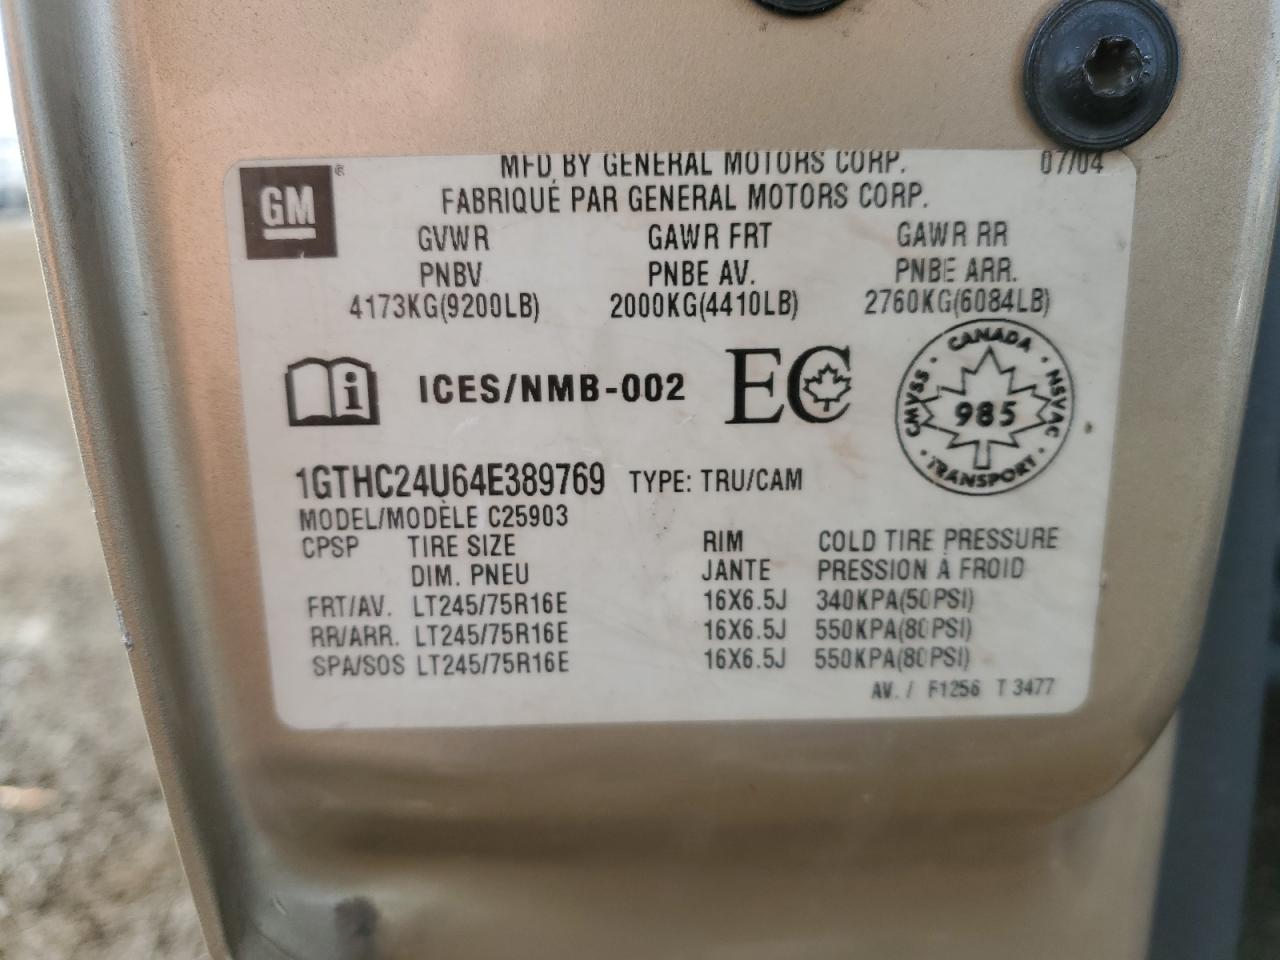 MFD BY GENERAL MOTORS CORP. 07/04
GM ®
FABRIQUÉ PAR GENERAL MOTORS CORP.
GVWR GAWR FRT GAWR RR
PNBV PNBE AV. PNBE ARR.
4173KG(9200LB) 2000KG(4410LB) 2760KG(6084LB)
i ICES/NMB-002 EC
CANADA
CMVSS 985 NSVAC
TRANSPORT
1GTHC24U64E389769 TYPE: TRU/CAM
MODEL/MODÈLE C25903
CPSP TIRE SIZE RIM COLD TIRE PRESSURE
DIM. PNEU JANTE PRESSION À FROID
FRT/AV. LT245/75R16E 16X6.5J 340KPA(50PSI)
RR/ARR. LT245/75R16E 16X6.5J 550KPA(80PSI)
SPA/SOS LT245/75R16E 16X6.5J 550KPA(80PSI)
AV. / F1256 T 3477